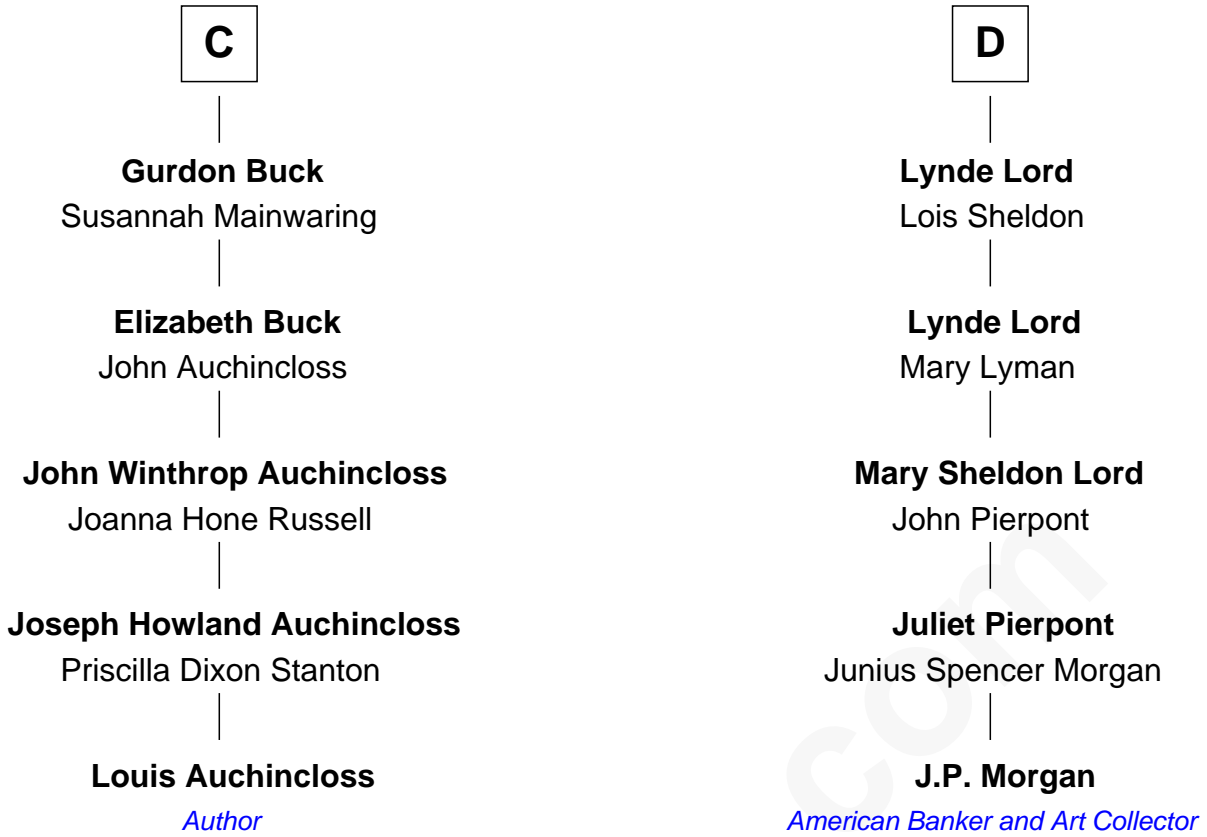 C
Gurdon Buck
Susannah Mainwaring
Elizabeth Buck
John Auchincloss
John Winthrop Auchincloss
Joanna Hone Russell
Joseph Howland Auchincloss
Priscilla Dixon Stanton
Louis Auchincloss
Author
D
Lynde Lord
Lois Sheldon
Lynde Lord
Mary Lyman
Mary Sheldon Lord
John Pierpont
Juliet Pierpont
Junius Spencer Morgan
J.P. Morgan
American Banker and Art Collector
com